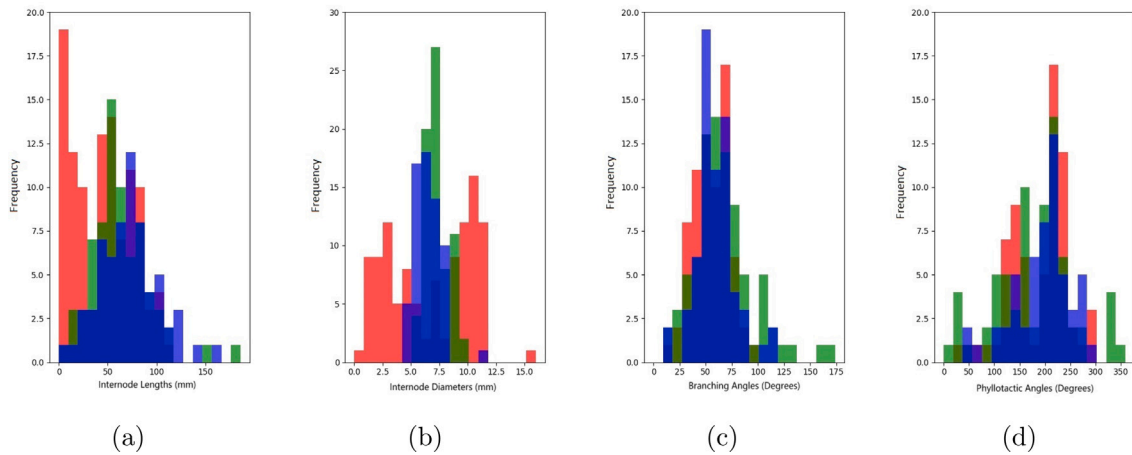 20.0
17.5
15.0
12.5
10.0
7.5
5.0
2.5
0.0
Frequency
0 50 100 150
Internode Lengths (mm)
(a)
30
25
20
15
10
5
0
Frequency
0.0 2.5 5.0 7.5 10.0 12.5 15.0
Internode Diameters (mm)
(b)
20.0
17.5
15.0
12.5
10.0
7.5
5.0
2.5
0.0
Frequency
0 25 50 75 100 125 150 175
Branching Angles (Degrees)
(c)
20.0
17.5
15.0
12.5
10.0
7.5
5.0
2.5
0.0
Frequency
0 50 100 150 200 250 300 350
Phyllotactic Angles (Degrees)
(d)